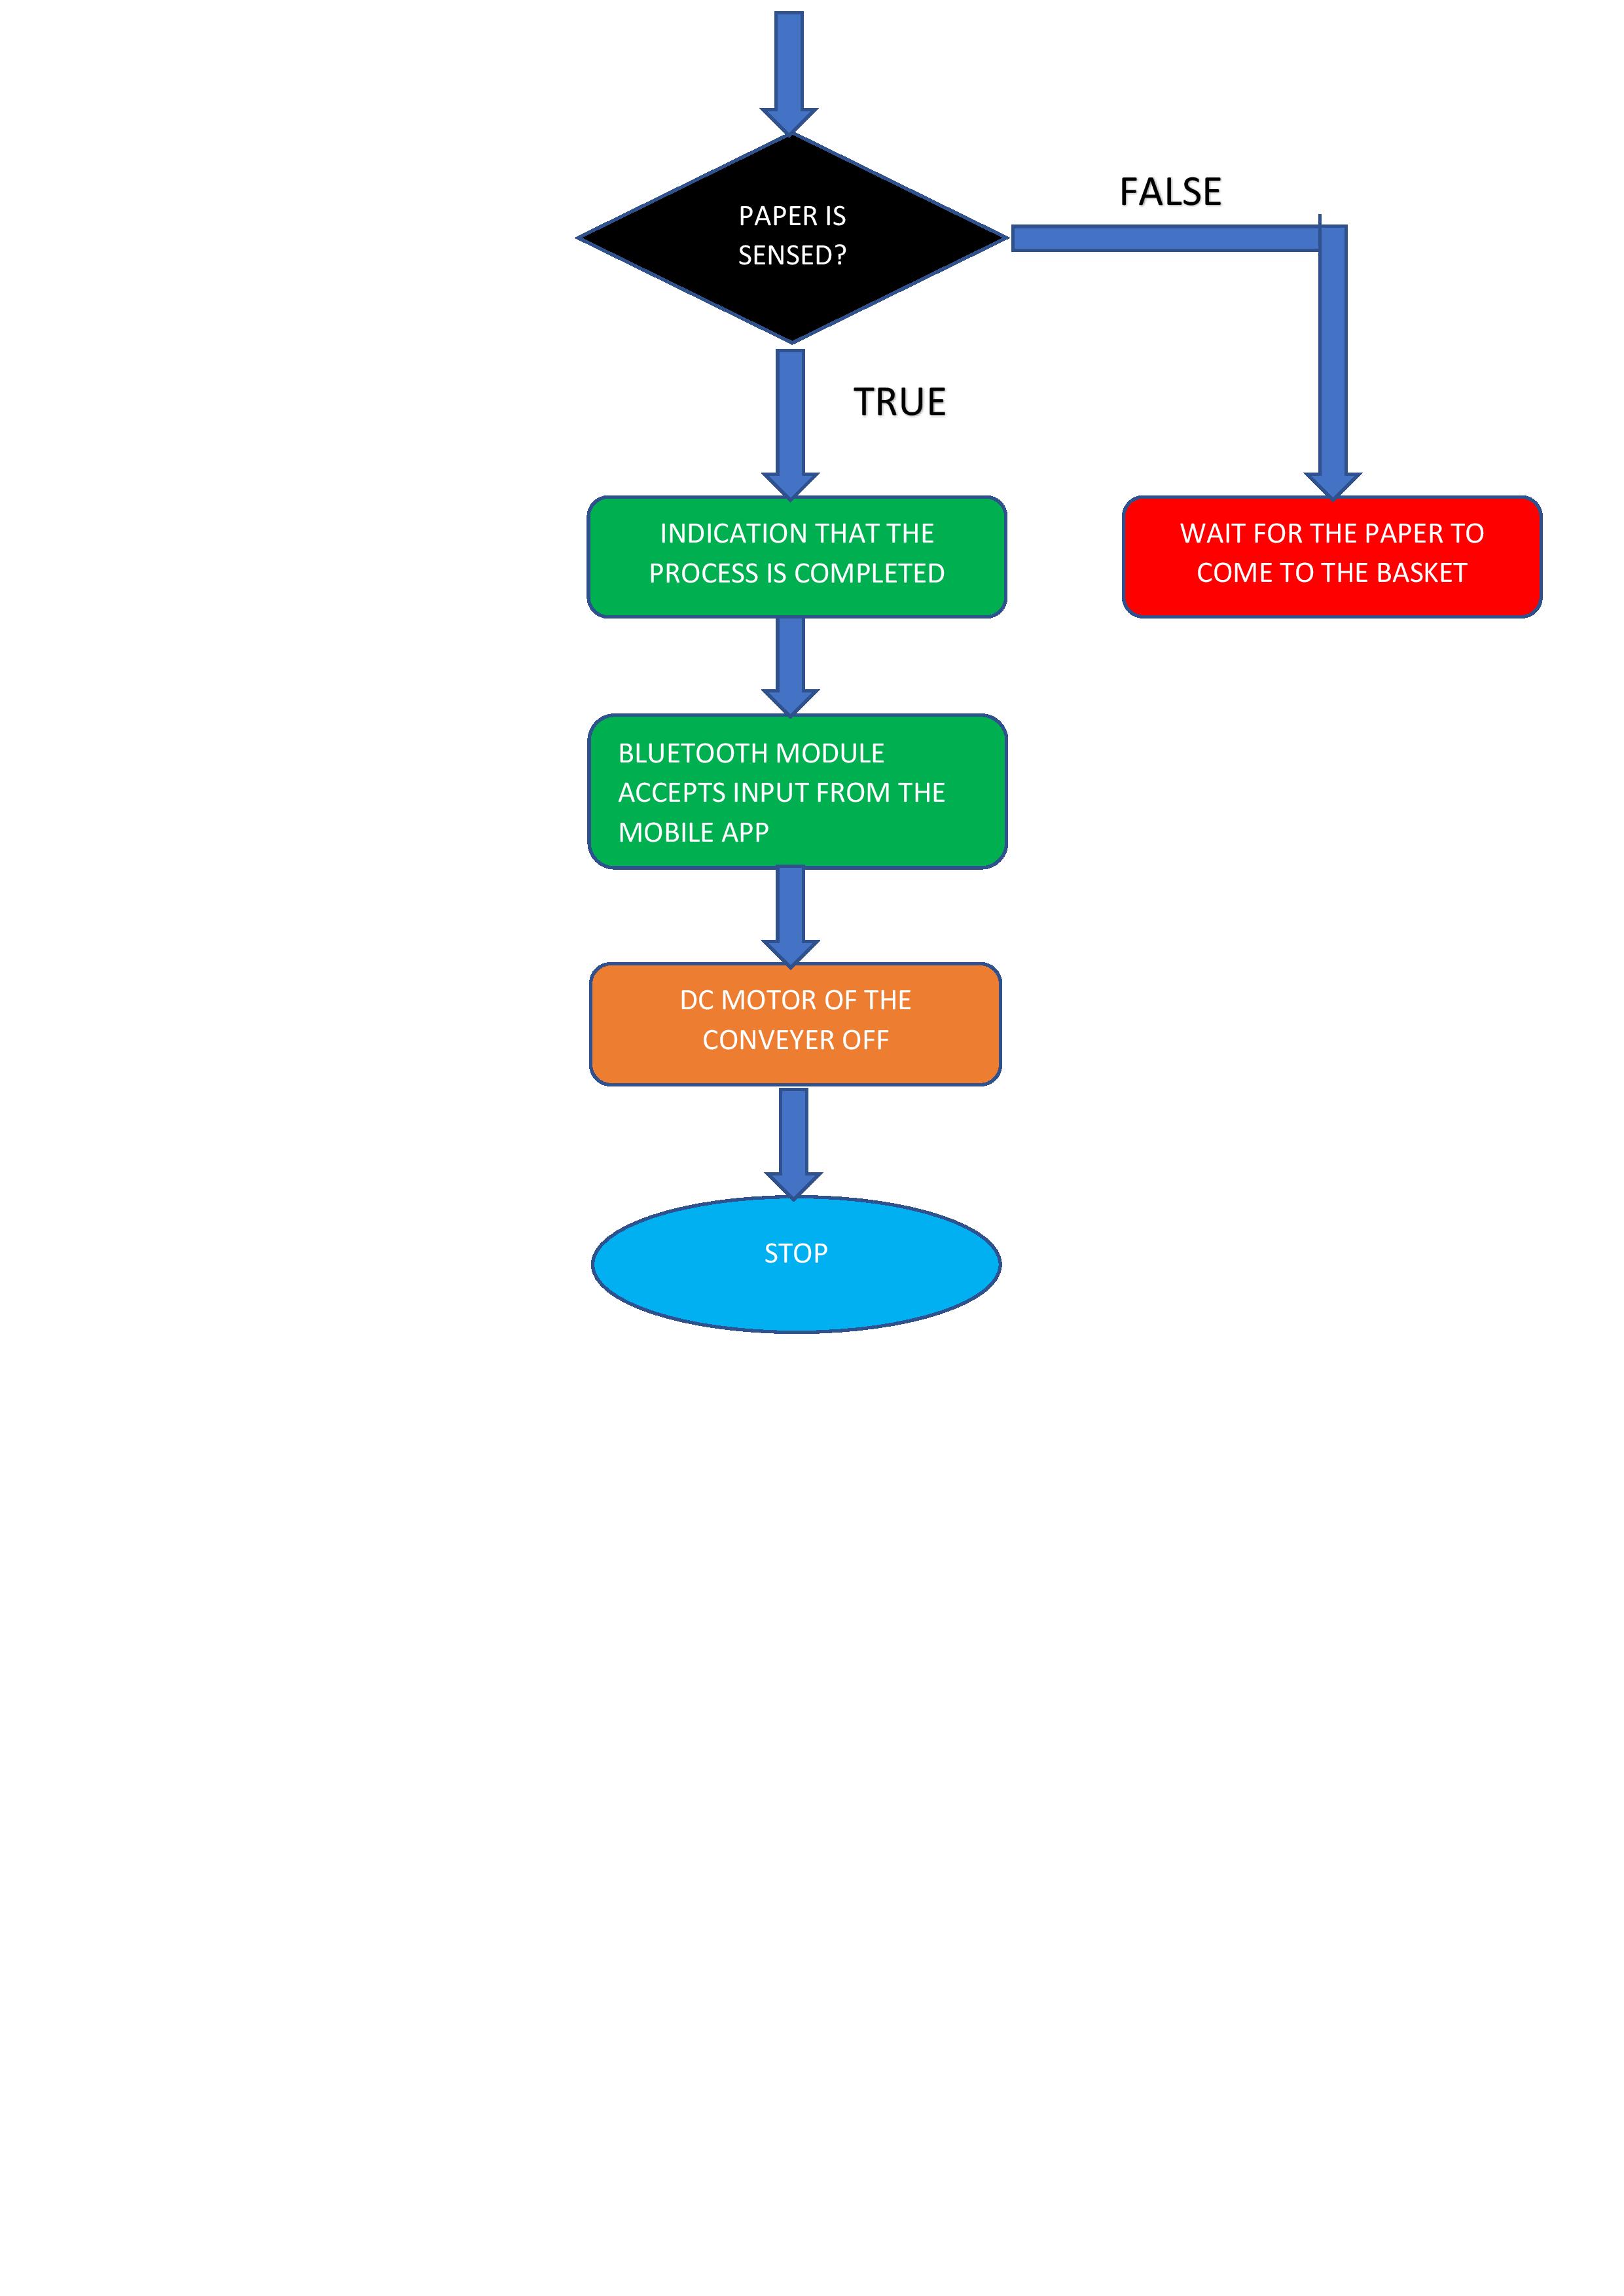 PAPER IS
SENSED?
FALSE
TRUE
INDICATION THAT THE
PROCESS IS COMPLETED
WAIT FOR THE PAPER TO
COME TO THE BASKET
BLUETOOTH MODULE
ACCEPTS INPUT FROM THE
MOBILE APP
DC MOTOR OF THE
CONVEYER OFF
STOP